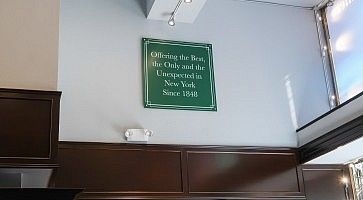 Offering the Best,
the Only and the
Unexpected in
New York
Since 1848